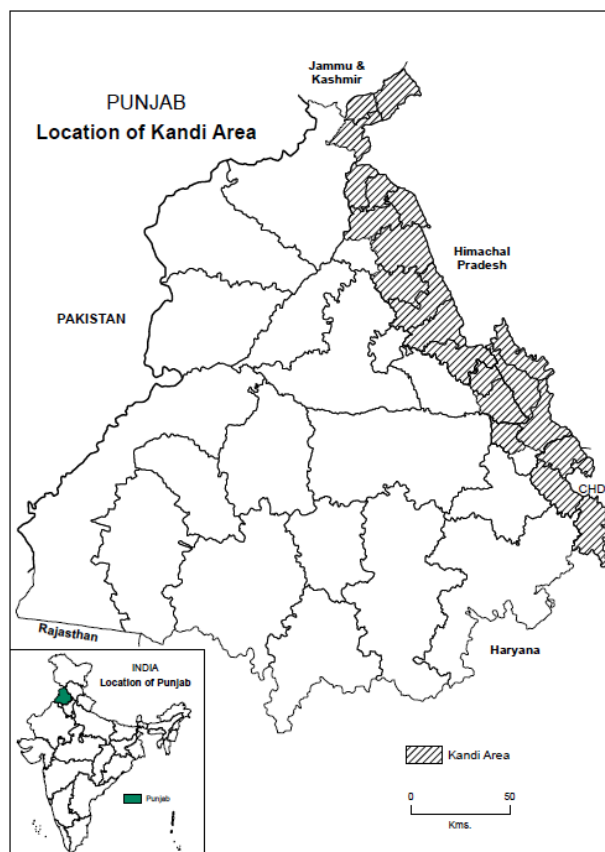 Jammu &
Kashmir
PUNJAB
Location of Kandi Area
Himachal
Pradesh
PAKISTAN
CHD
Rajasthan
Haryana
INDIA
Location of Punjab
Punjab
Kandi Area
0 50
Kms.